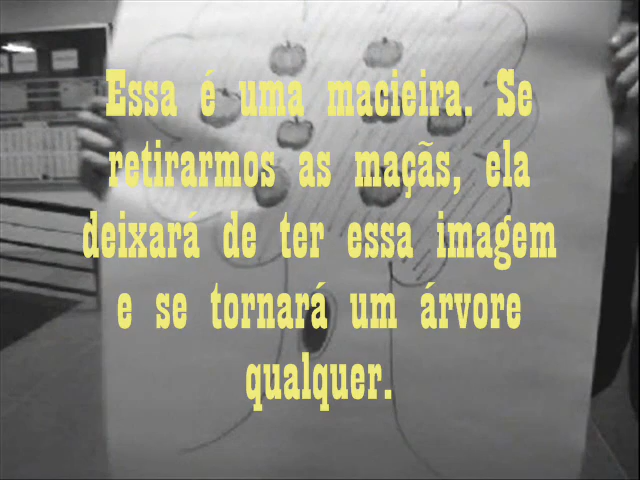 Essa é uma macieira. Se
retirarmos as maçãs, ela
deixará de ter essa imagem
e se tornará um árvore
qualquer.